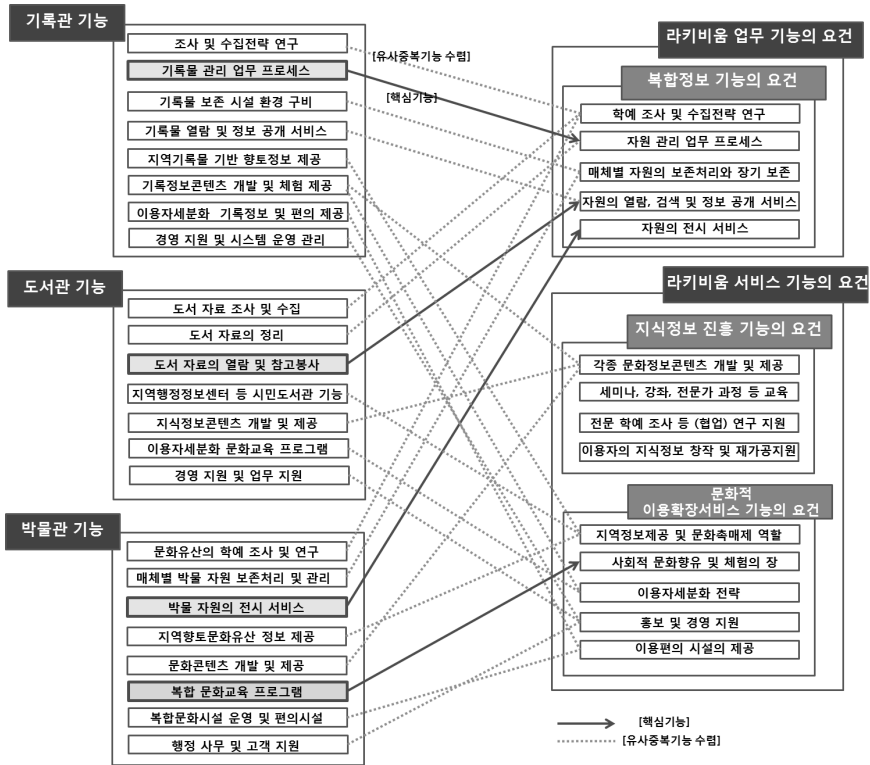 기록관 기능
조사 및 수집전략 연구
기록물 관리 업무 프로세스
기록물 보존 시설 환경 구비
기록물 열람 및 정보 공개 서비스
지역기록물 기반 향토정보 제공
기록정보콘텐츠 개발 및 체험 제공
이용자세분화 기록정보 및 편의 제공
경영 지원 및 시스템 운영 관리
도서관 기능
도서 자료 조사 및 수집
도서 자료의 정리
도서 자료의 열람 및 참고봉사
지역행정정보센터 등 시민도서관 기능
지식정보콘텐츠 개발 및 제공
이용자세분화 문화교육 프로그램
경영 지원 및 업무 지원
박물관 기능
문화유산의 학예 조사 및 연구
매체별 박물 자원 보존처리 및 관리
박물 자원의 전시 서비스
지역향토문화유산 정보 제공
문화콘텐츠 개발 및 제공
복합 문화교육 프로그램
복합문화시설 운영 및 편의시설
행정 사무 및 고객 지원
[유사중복기능 수렴]
[핵심기능]
라키비움 업무 기능의 요건
복합정보 기능의 요건
학예 조사 및 수집전략 연구
자원 관리 업무 프로세스
매체별 자원의 보존처리와 장기 보존
자원의 열람, 검색 및 정보 공개 서비스
자원의 전시 서비스
라키비움 서비스 기능의 요건
지식정보 진흥 기능의 요건
각종 문화정보콘텐츠 개발 및 제공
세미나, 강좌, 전문가 과정 등 교육
전문 학예 조사 등 (협업) 연구 지원
이용자의 지식정보 창작 및 재가공지원
문화적
이용확장서비스 기능의 요건
지역정보제공 및 문화촉매제 역할
사회적 문화향유 및 체험의 장
이용자세분화 전략
홍보 및 경영 지원
이용편의 시설의 제공
[핵심기능]
[유사중복기능 수렴]